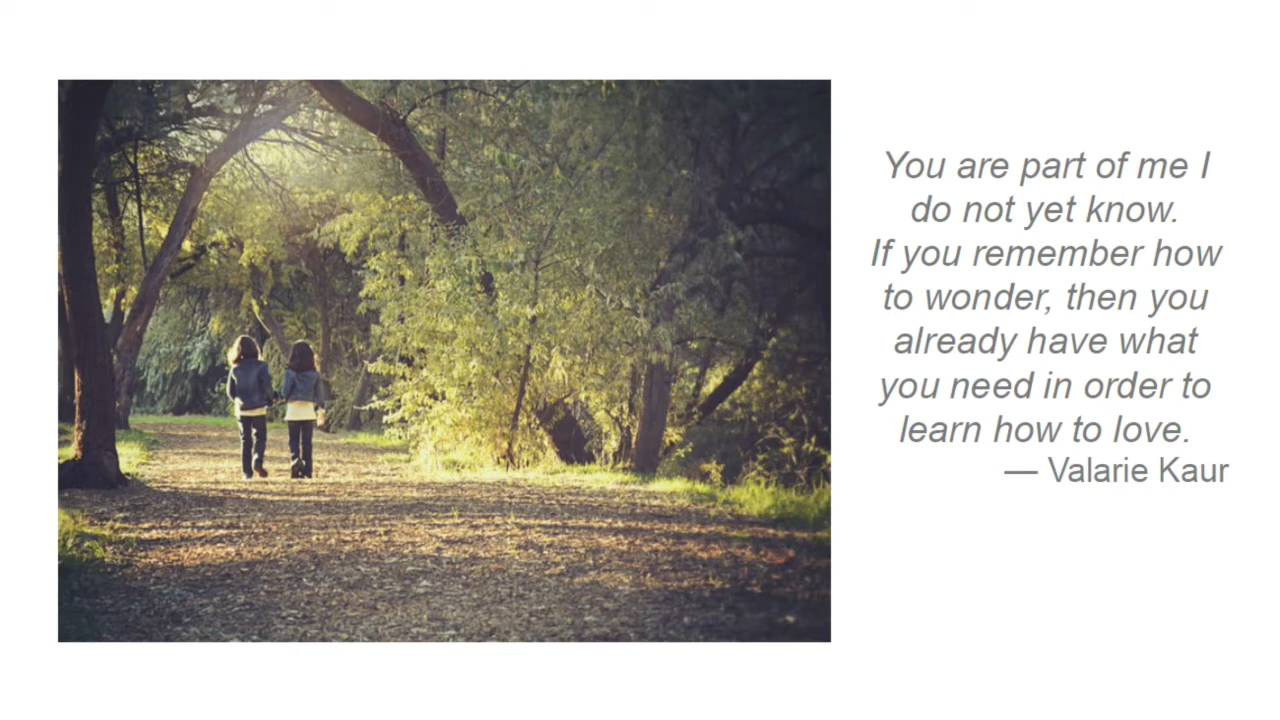 You are part of me I
do not yet know.
If you remember how
to wonder, then you
already have what
you need in order to
learn how to love.
— Valarie Kaur